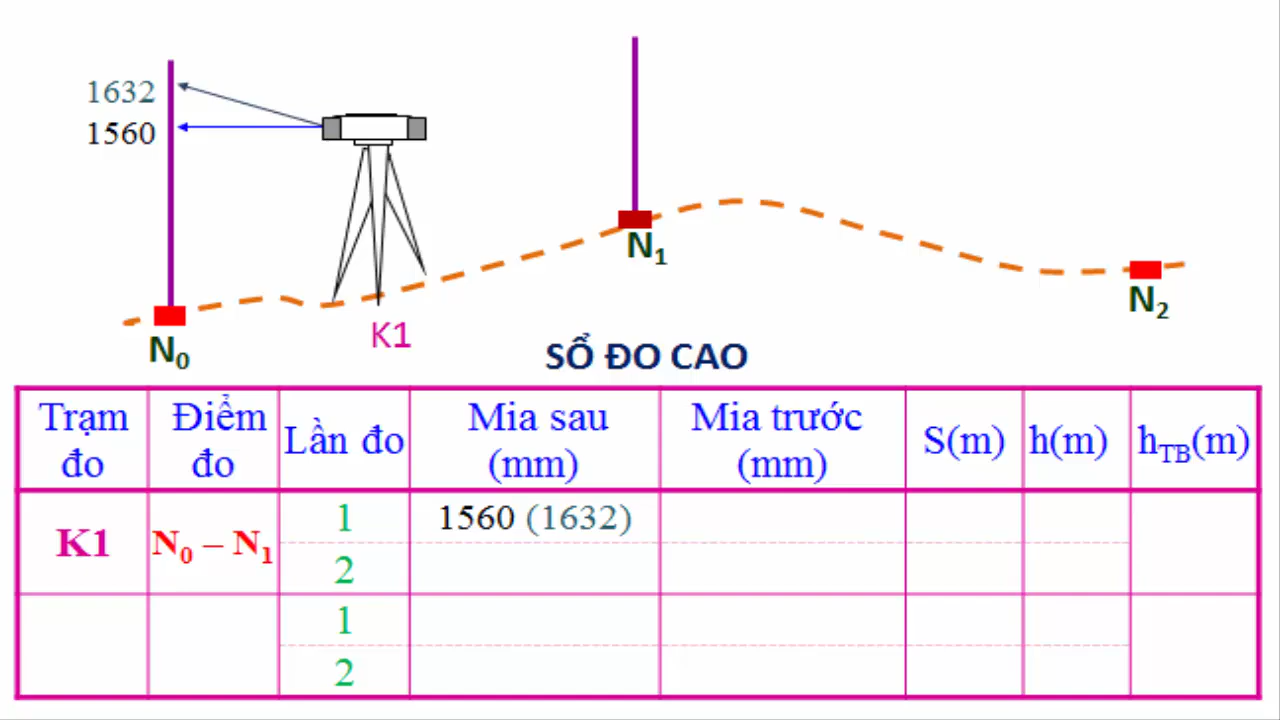 1632
1560
N₁
N₂
K1
N₀
SỔ ĐO CAO
Trạm đo
Điểm đo
Lần đo
Mia sau (mm)
Mia trước (mm)
S(m)
h(m)
hTB(m)
K1
N₀ – N₁
1
1560 (1632)
2
1
2